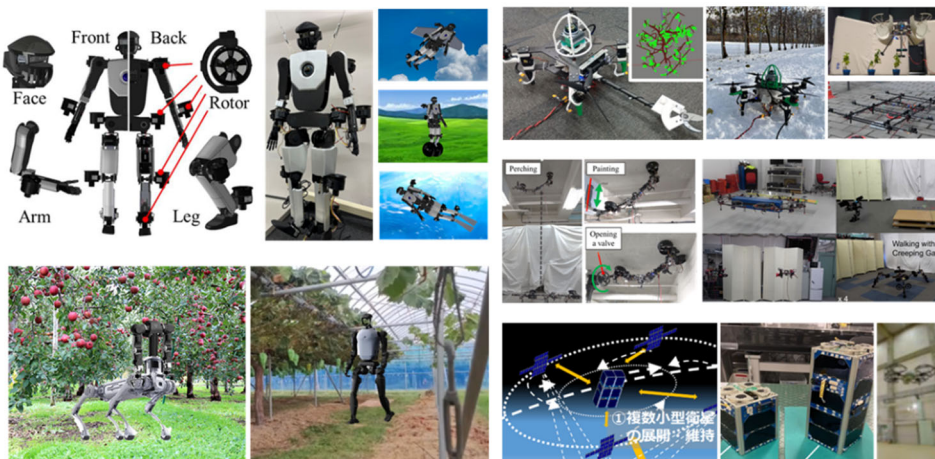 Front
Back
Face
Rotor
Arm
Leg
Perching
Painting
Opening
a valve
Walking with
Creeping Ga
①複数小型衛星
の展開・維持